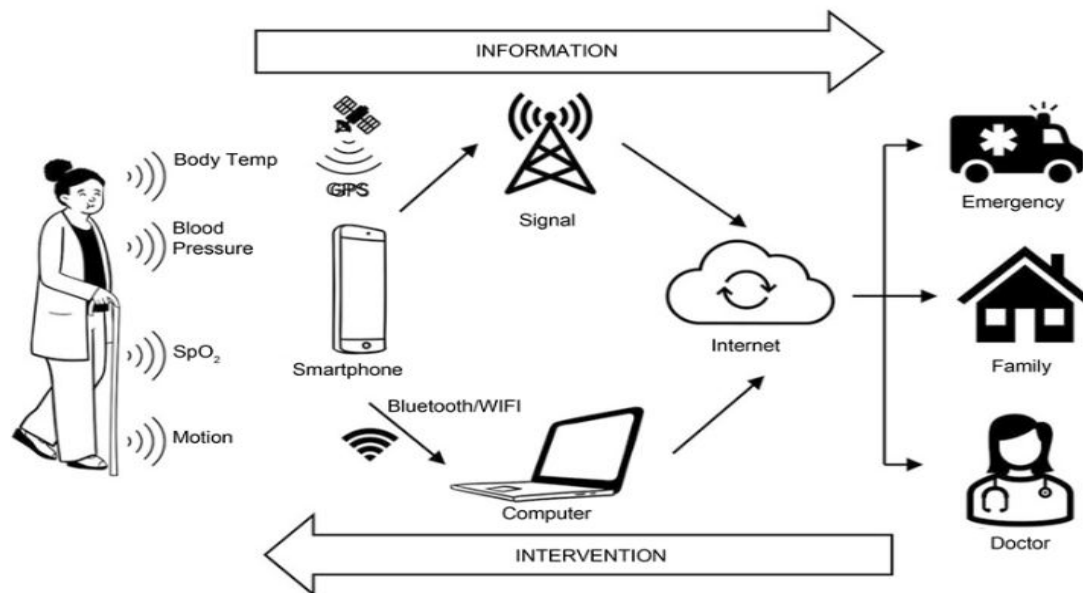 INFORMATION
Body Temp
GPS
Blood
Pressure
Signal
Emergency
SpO₂
Smartphone
Internet
Family
Bluetooth/WIFI
Motion
Computer
Doctor
INTERVENTION